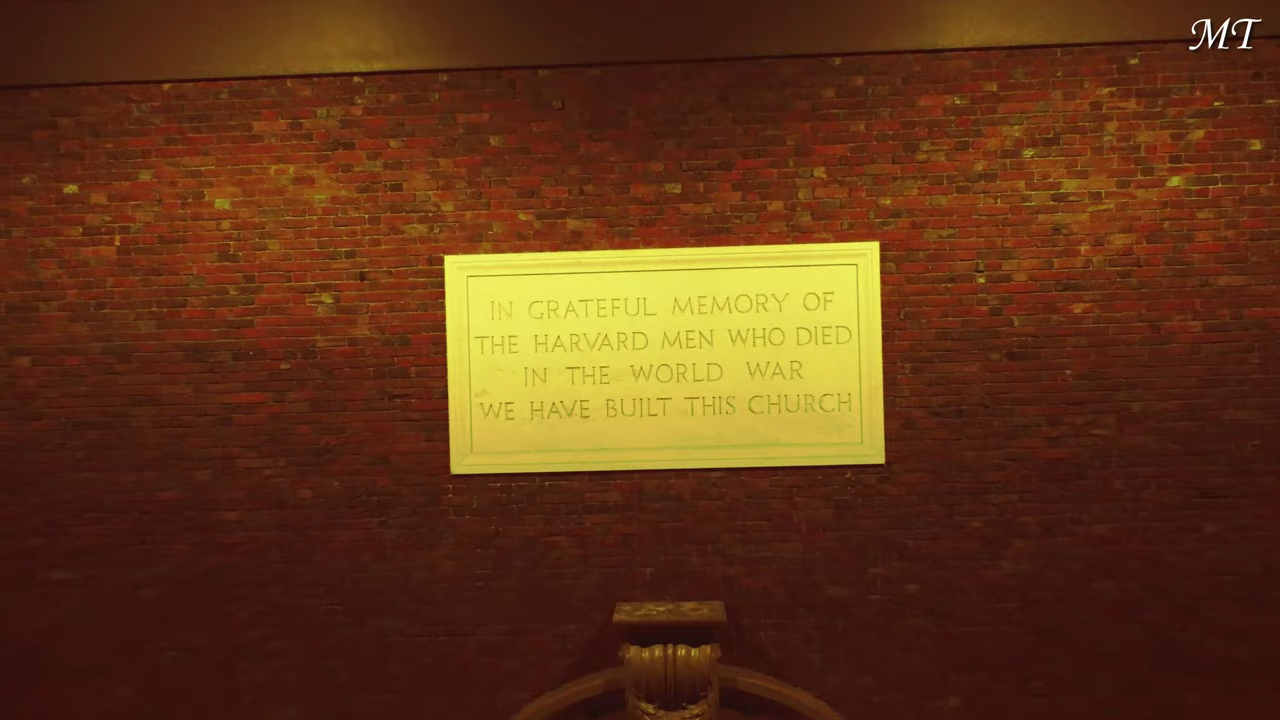 MT
IN GRATEFUL MEMORY OF
THE HARVARD MEN WHO DIED
IN THE WORLD WAR
WE HAVE BUILT THIS CHURCH